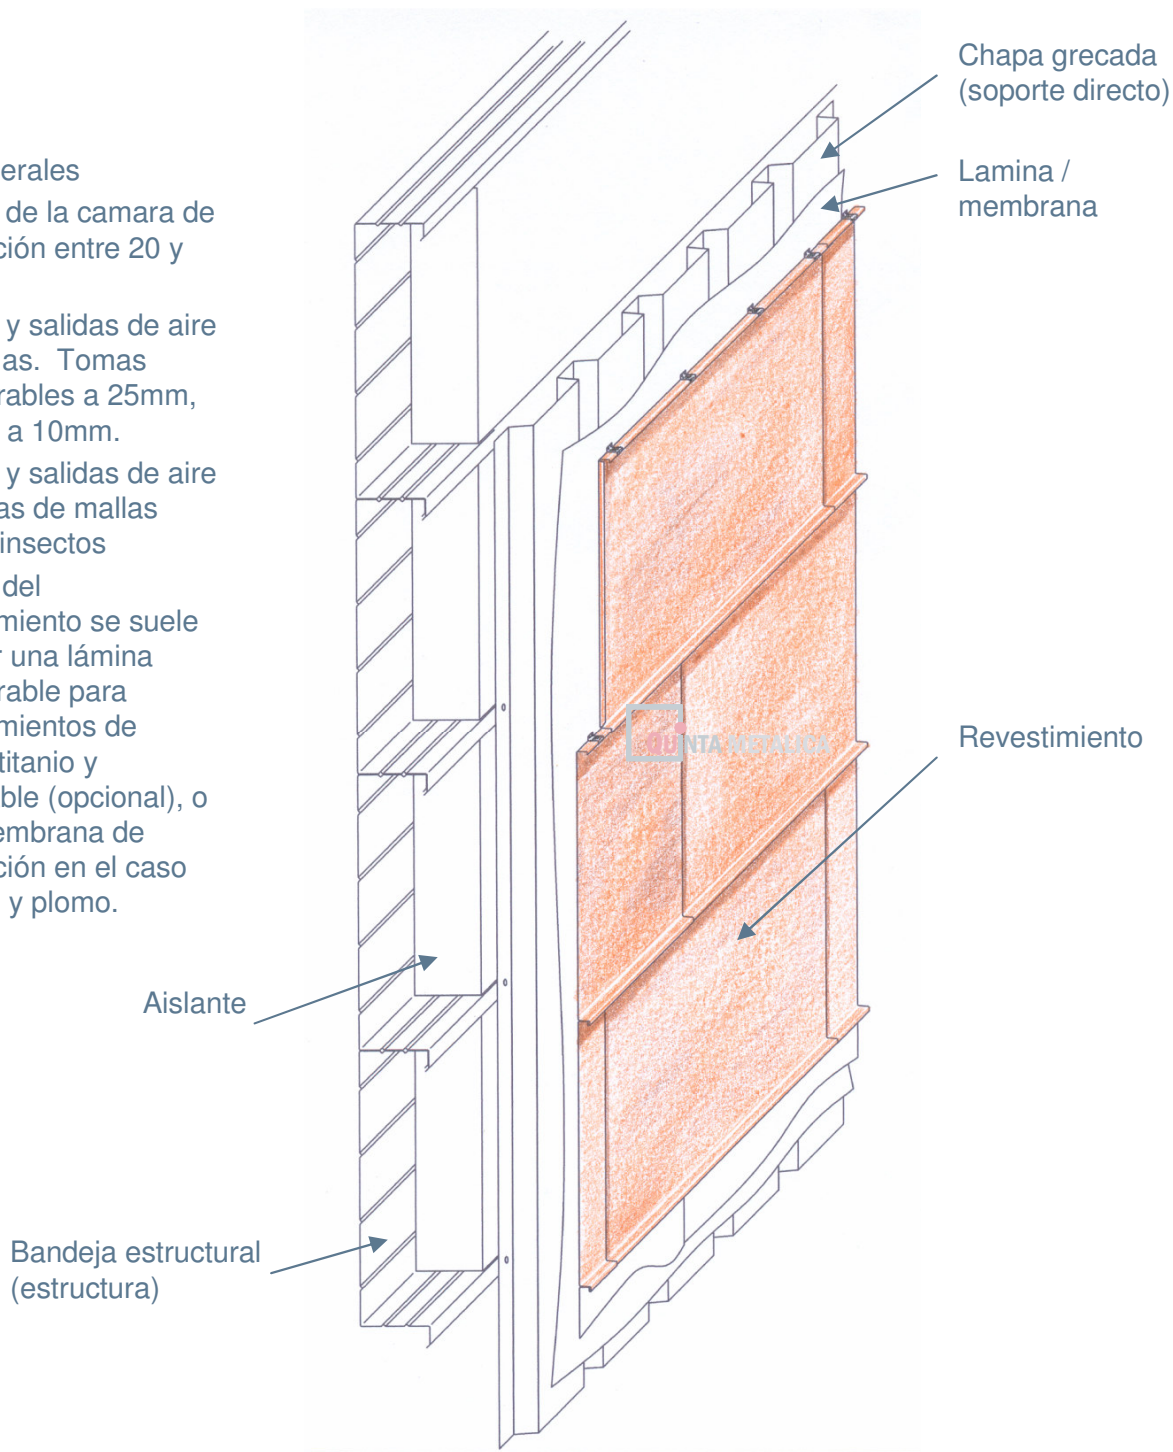 Chapa grecada
(soporte directo)
Lamina /
membrana
erales
de la camara de
ción entre 20 y
y salidas de aire
as. Tomas
rables a 25mm,
a 10mm.
y salidas de aire
as de mallas
insectos
del
miento se suele
r una lámina
rable para
mientos de
titanio y
ble (opcional), o
embrana de
ción en el caso
y plomo.
QUINTA METALICA
Revestimiento
Aislante
Bandeja estructural
(estructura)